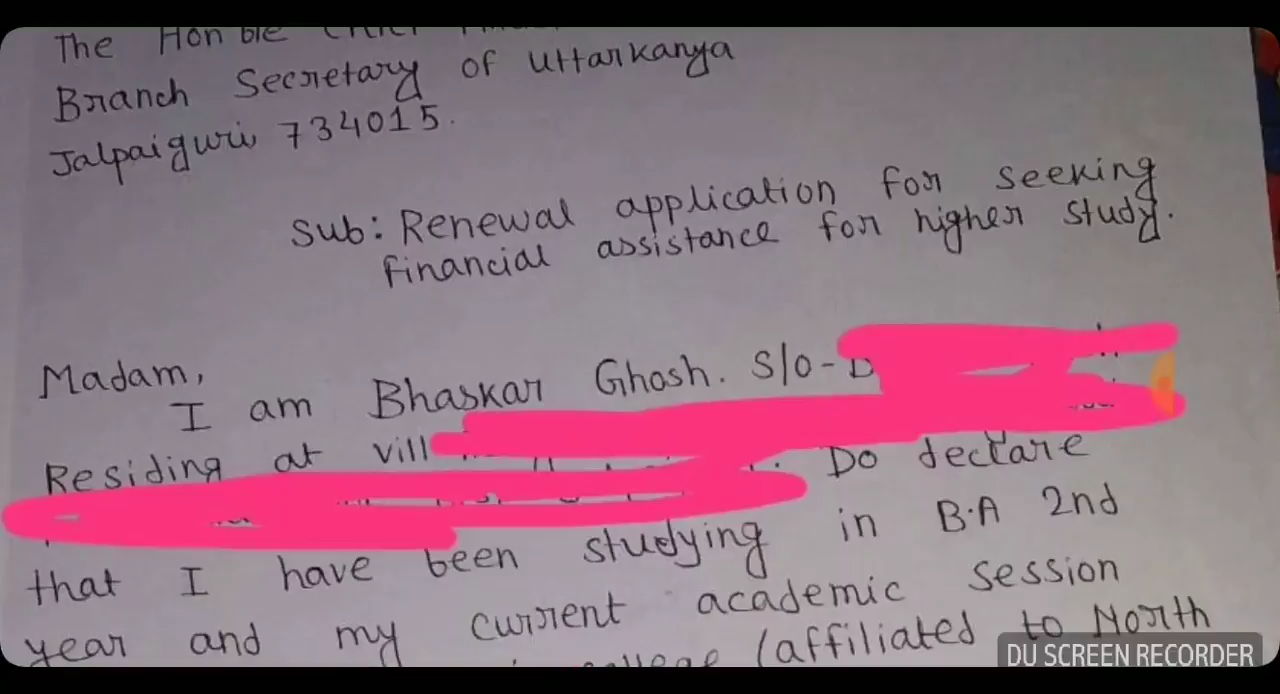 The Hon'ble Chief
Branch Secretary of Uttarkanya
Jalpaiguri 734015.
Sub: Renewal application for seeking
financial assistance for higher study.
Madam,
I am Bhaskar Ghosh. S/O-
Residing at vill
Do declare
that I have been studying in B.A 2nd
year and my current academic session
college (affiliated to North
DU SCREEN RECORDER